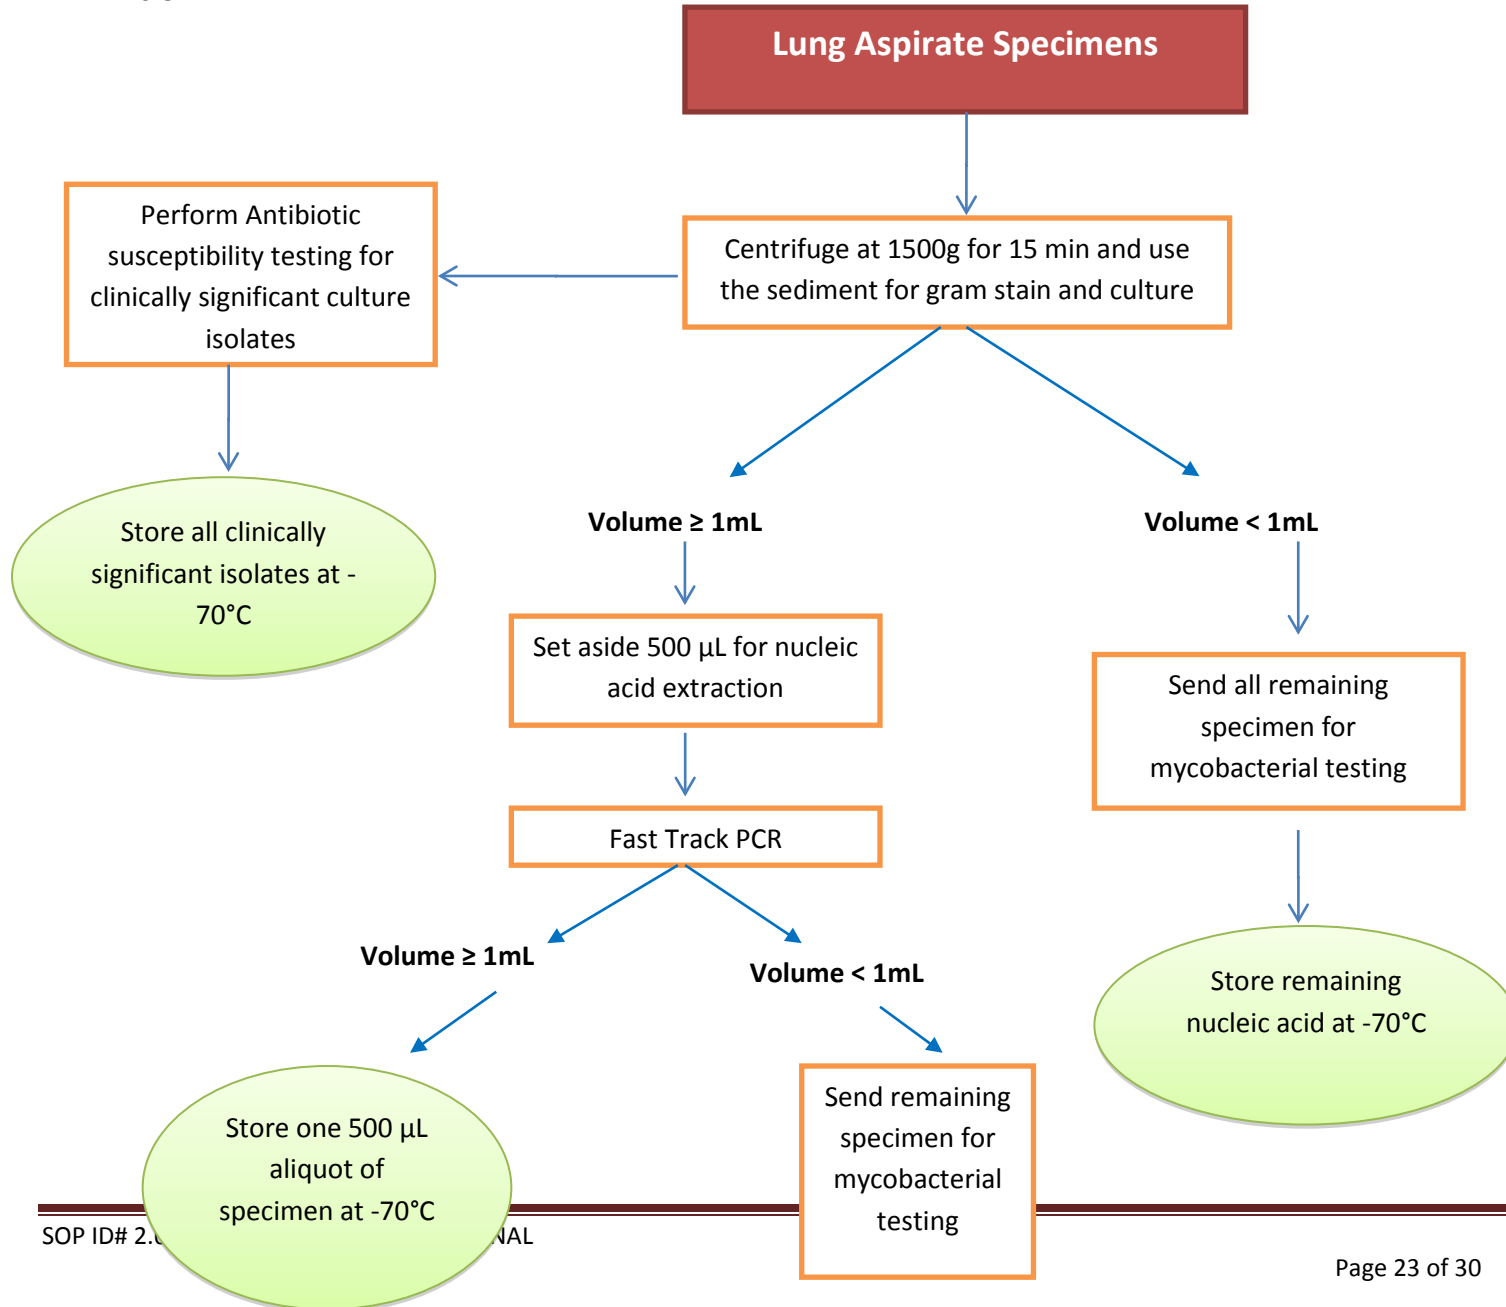 Lung Aspirate Specimens
Perform Antibiotic
susceptibility testing for
clinically significant culture
isolates
Centrifuge at 1500g for 15 min and use
the sediment for gram stain and culture
Store all clinically
significant isolates at -
70°C
Volume ≥ 1mL
Volume < 1mL
Set aside 500 µL for nucleic
acid extraction
Send all remaining
specimen for
mycobacterial testing
Fast Track PCR
Volume ≥ 1mL
Volume < 1mL
Store remaining
nucleic acid at -70°C
Store one 500 µL
aliquot of
specimen at -70°C
Send remaining
specimen for
mycobacterial
testing
SOP ID# 2.
Page 23 of 30